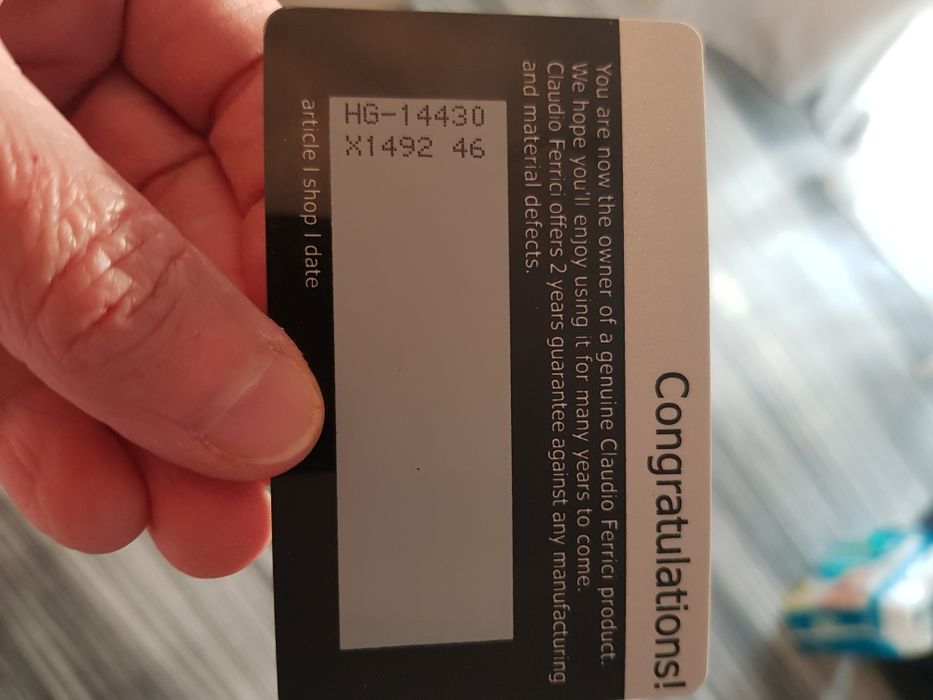 Congratulations!
You are now the owner of a genuine Claudio Ferrici product.
We hope you'll enjoy using it for many years to come.
Claudio Ferrici offers 2 years guarantee against any manufacturing
and material defects.
HG-14430
X1492 46
article | shop | date